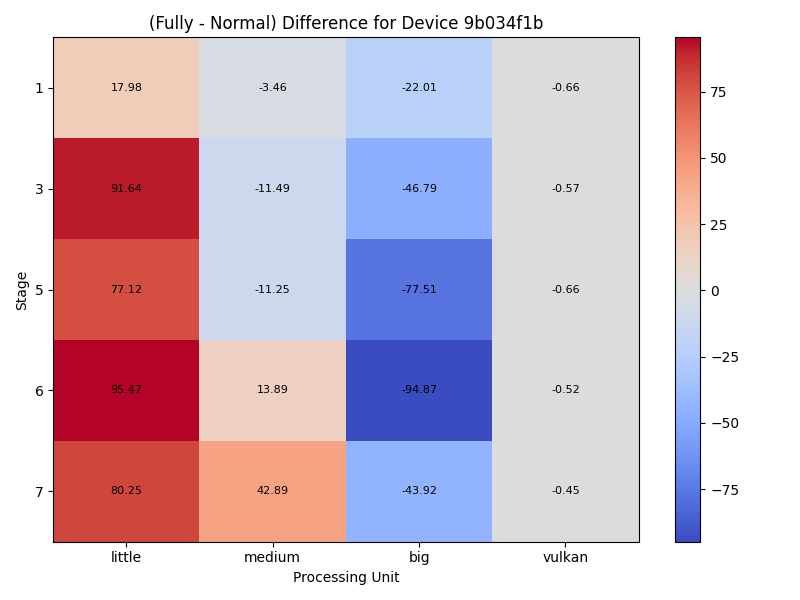 (Fully - Normal) Difference for Device 9b034f1b
Stage
1 17.98 -3.46 -22.01 -0.66
3 91.64 -11.49 -46.79 -0.57
5 77.12 -11.25 -77.51 -0.66
6 95.47 13.89 -94.87 -0.52
7 80.25 42.89 -43.92 -0.45
little medium big vulkan
Processing Unit
75
50
25
0
−25
−50
−75